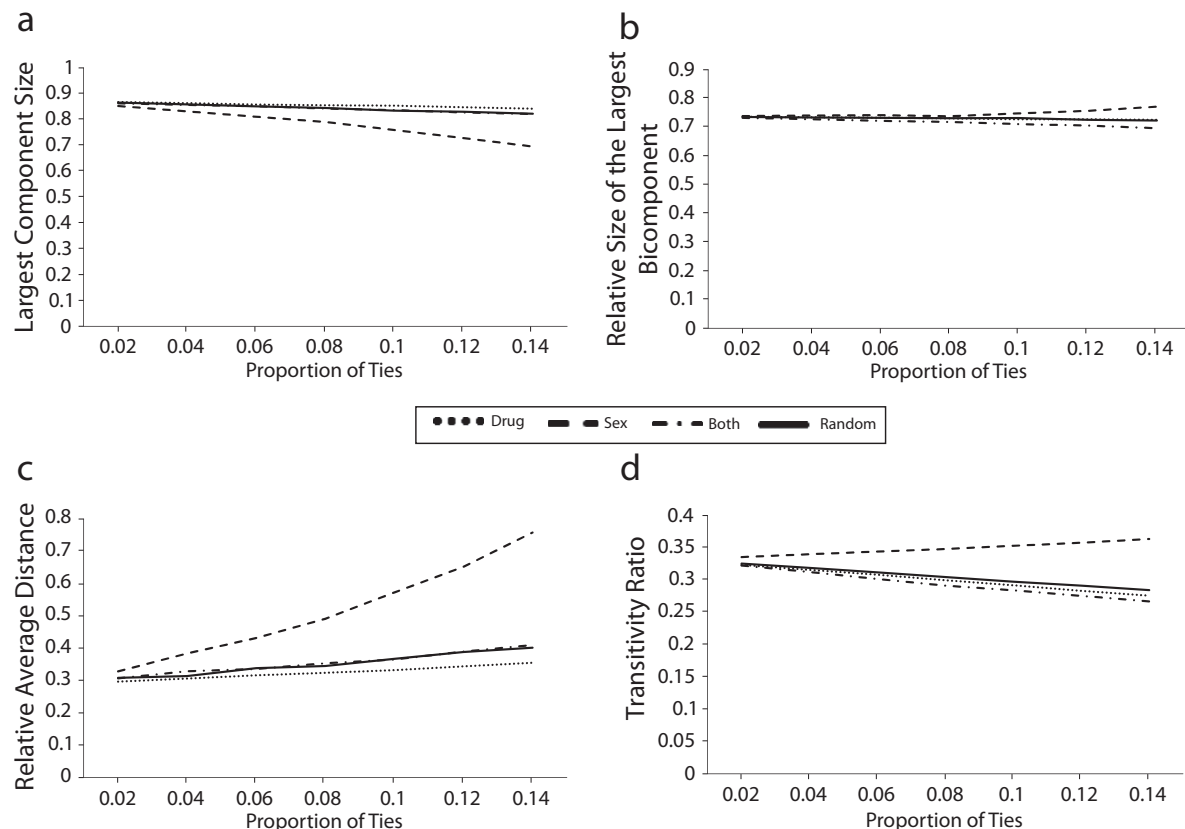 a
Largest Component Size
1
0.9
0.8
0.7
0.6
0.5
0.4
0.3
0.2
0.1
0
0.02 0.04 0.06 0.08 0.1 0.12 0.14
Proportion of Ties
b
Relative Size of the Largest
Bicomponent
0.9
0.8
0.7
0.6
0.5
0.4
0.3
0.2
0.1
0
0.02 0.04 0.06 0.08 0.1 0.12 0.14
Proportion of Ties
Drug Sex Both Random
c
Relative Average Distance
0.8
0.7
0.6
0.5
0.4
0.3
0.2
0.1
0
0.02 0.04 0.06 0.08 0.1 0.12 0.14
Proportion of Ties
d
Transitivity Ratio
0.4
0.35
0.3
0.25
0.2
0.15
0.1
0.05
0
0.02 0.04 0.06 0.08 0.1 0.12 0.14
Proportion of Ties